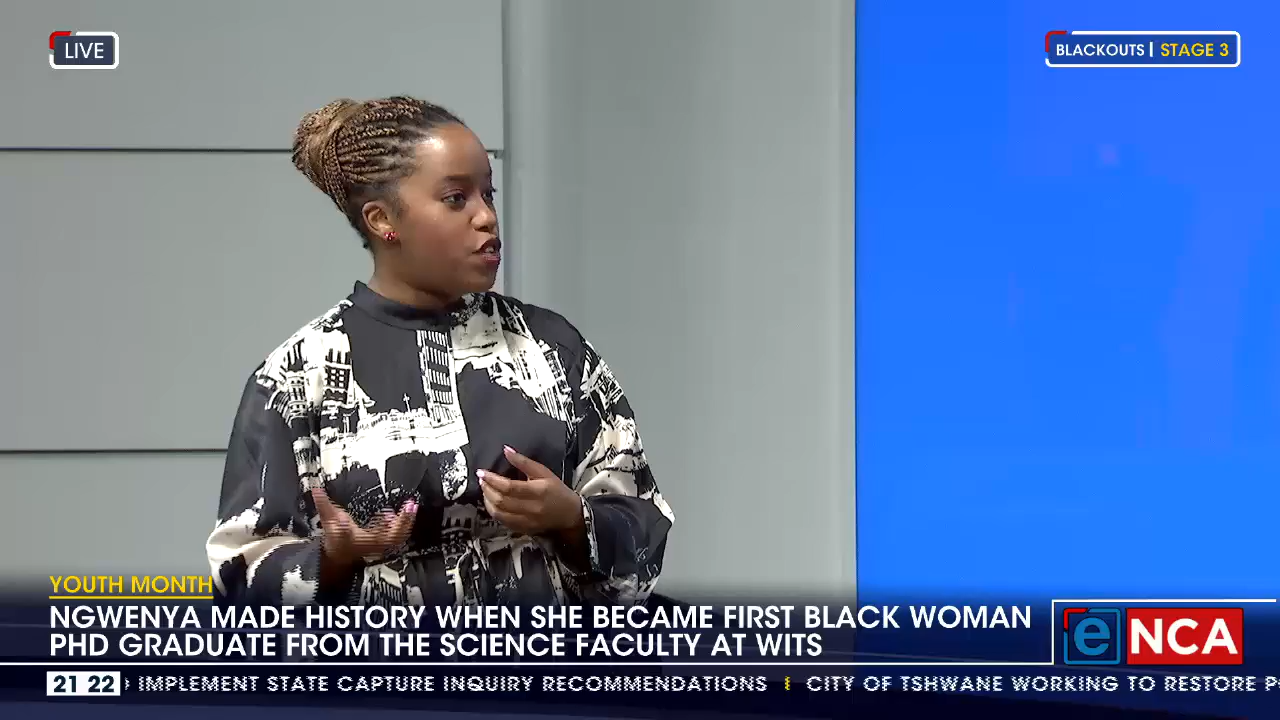 LIVE
BLACKOUTS | STAGE 3
YOUTH MONTH
NGWENYA MADE HISTORY WHEN SHE BECAME FIRST BLACK WOMAN
PHD GRADUATE FROM THE SCIENCE FACULTY AT WITS
eNCA
21 22
IMPLEMENT STATE CAPTURE INQUIRY RECOMMENDATIONS CITY OF TSHWANE WORKING TO RESTORE